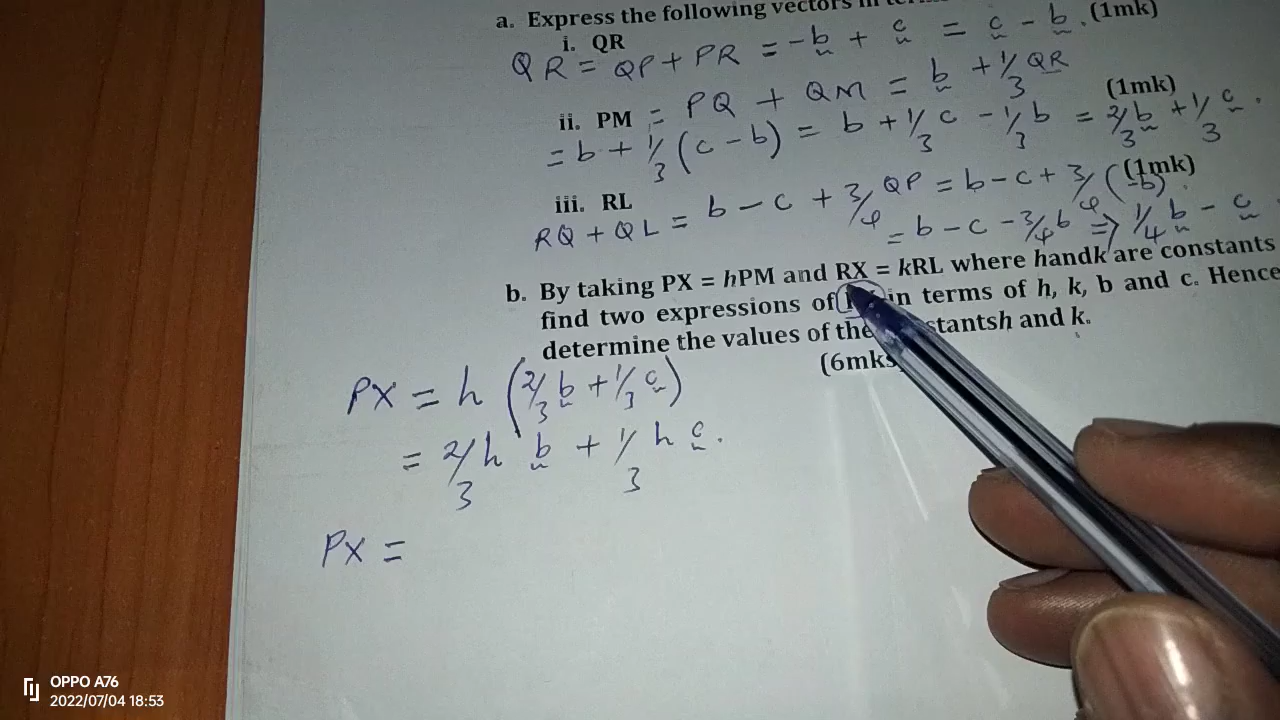 a. Express the following vectors in
i. QR (1mk)
QR = QP + PR = -b + c = c - b.
ii. PM = PQ + QM = b + 1/3 QR (1mk)
= b + 1/3 (c - b) = b + 1/3 c - 1/3 b = 2/3 b + 1/3 c.
iii. RL (1mk)
RQ + QL = b - c + 3/4 QP = b - c + 3/4 (-b).
= b - c - 3/4 b => 1/4 b - c
b. By taking PX = hPM and RX = kRL where handk are constants
find two expressions of in terms of h, k, b and c. Hence
determine the values of the stantsh and k.
(6mks
PX = h (2/3 b + 1/3 c)
= 2/3 h b + 1/3 h c.
PX =
OPPO A76
2022/07/04 18:53